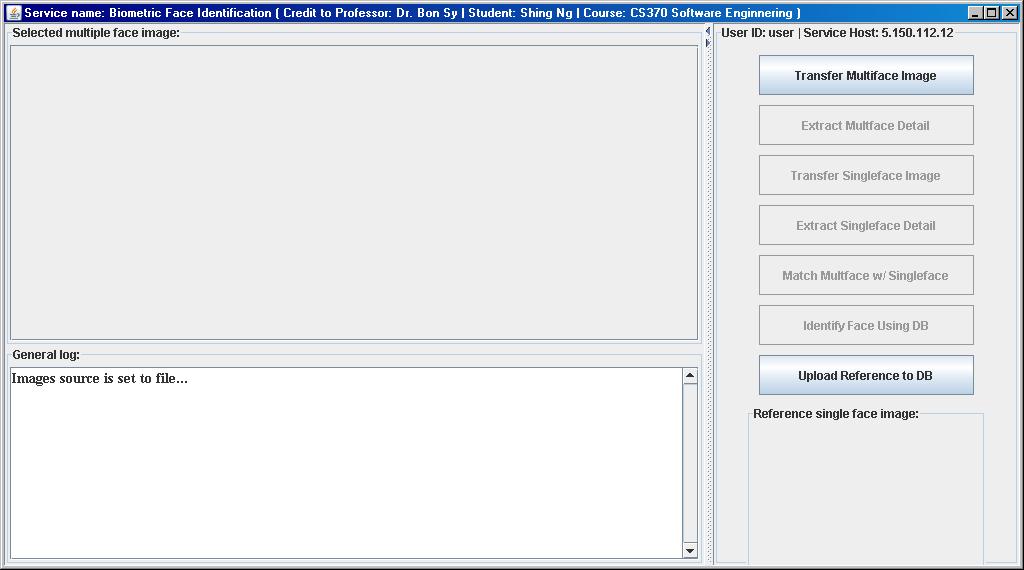 Service name: Biometric Face Identification ( Credit to Professor: Dr. Bon Sy | Student: Shing Ng | Course: CS370 Software Enginnering )
Selected multiple face image:
General log:
Images source is set to file...
User ID: user | Service Host: 5.150.112.12
Transfer Multiface Image
Extract Multface Detail
Transfer Singleface Image
Extract Singleface Detail
Match Multface w/ Singleface
Identify Face Using DB
Upload Reference to DB
Reference single face image: